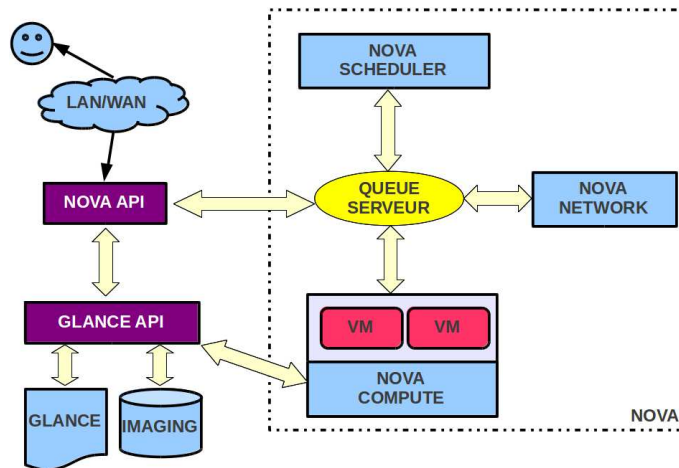 NOVA
SCHEDULER
LAN/WAN
QUEUE
SERVEUR
NOVA API
NOVA
NETWORK
GLANCE API
VM
VM
NOVA
COMPUTE
GLANCE
IMAGING
NOVA